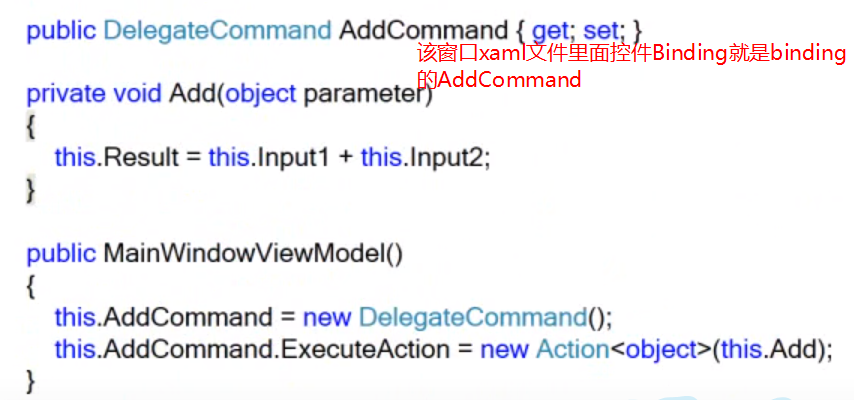 public DelegateCommand AddCommand { get; set; }
该窗口xaml文件里面控件Binding就是binding
的AddCommand
private void Add(object parameter)
{
this.Result = this.Input1 + this.Input2;
}
public MainWindowViewModel()
{
this.AddCommand = new DelegateCommand();
this.AddCommand.ExecuteAction = new Action<object>(this.Add);
}